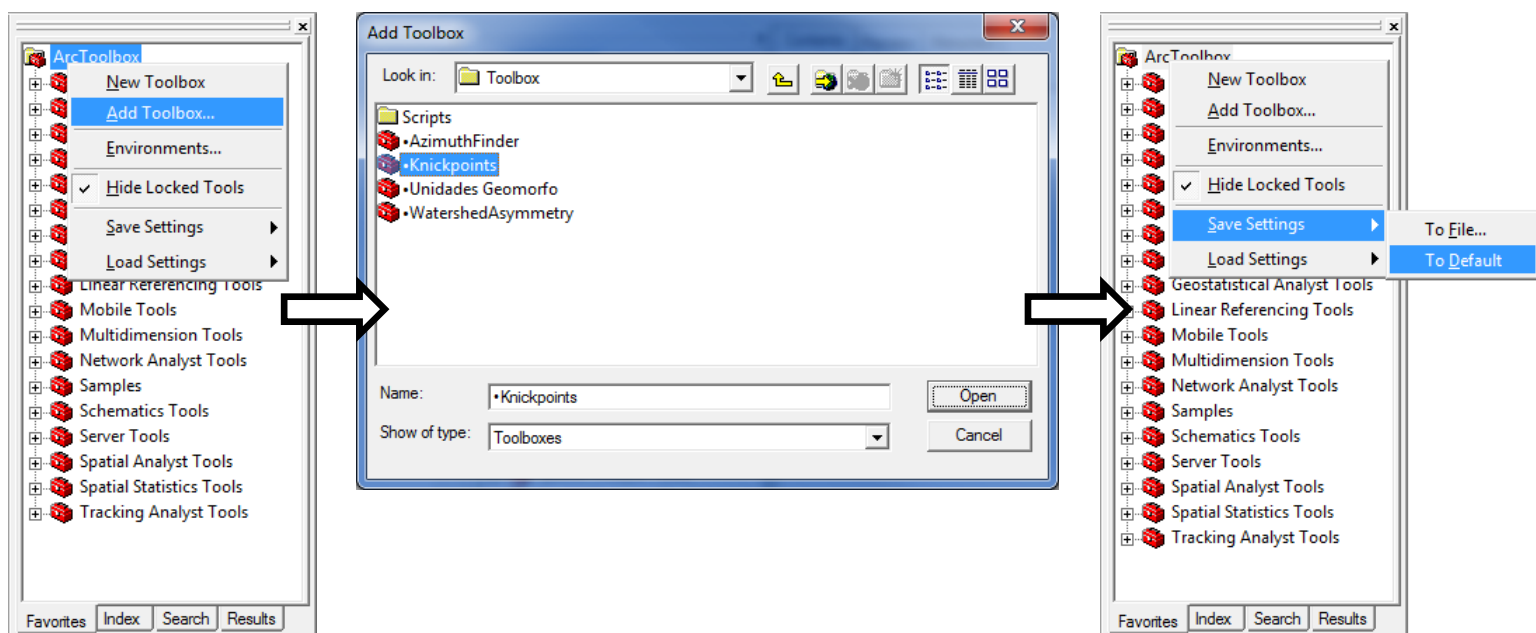 ArcToolbox
New Toolbox
Add Toolbox...
Environments...
Hide Locked Tools
Save Settings
Load Settings
Linear Referencing Tools
Mobile Tools
Multidimension Tools
Network Analyst Tools
Samples
Schematics Tools
Server Tools
Spatial Analyst Tools
Spatial Statistics Tools
Tracking Analyst Tools
Favorites Index Search Results
Add Toolbox
Look in: Toolbox
Scripts
•AzimuthFinder
•Knickpoints
•Unidades Geomorfo
•WatershedAsymmetry
Name: •Knickpoints Open
Show of type: Toolboxes Cancel
ArcToolbox
New Toolbox
Add Toolbox...
Environments...
Hide Locked Tools
Save Settings To File...
Load Settings To Default
Geostatistical Analyst Tools
Linear Referencing Tools
Mobile Tools
Multidimension Tools
Network Analyst Tools
Samples
Schematics Tools
Server Tools
Spatial Analyst Tools
Spatial Statistics Tools
Tracking Analyst Tools
Favorites Index Search Results